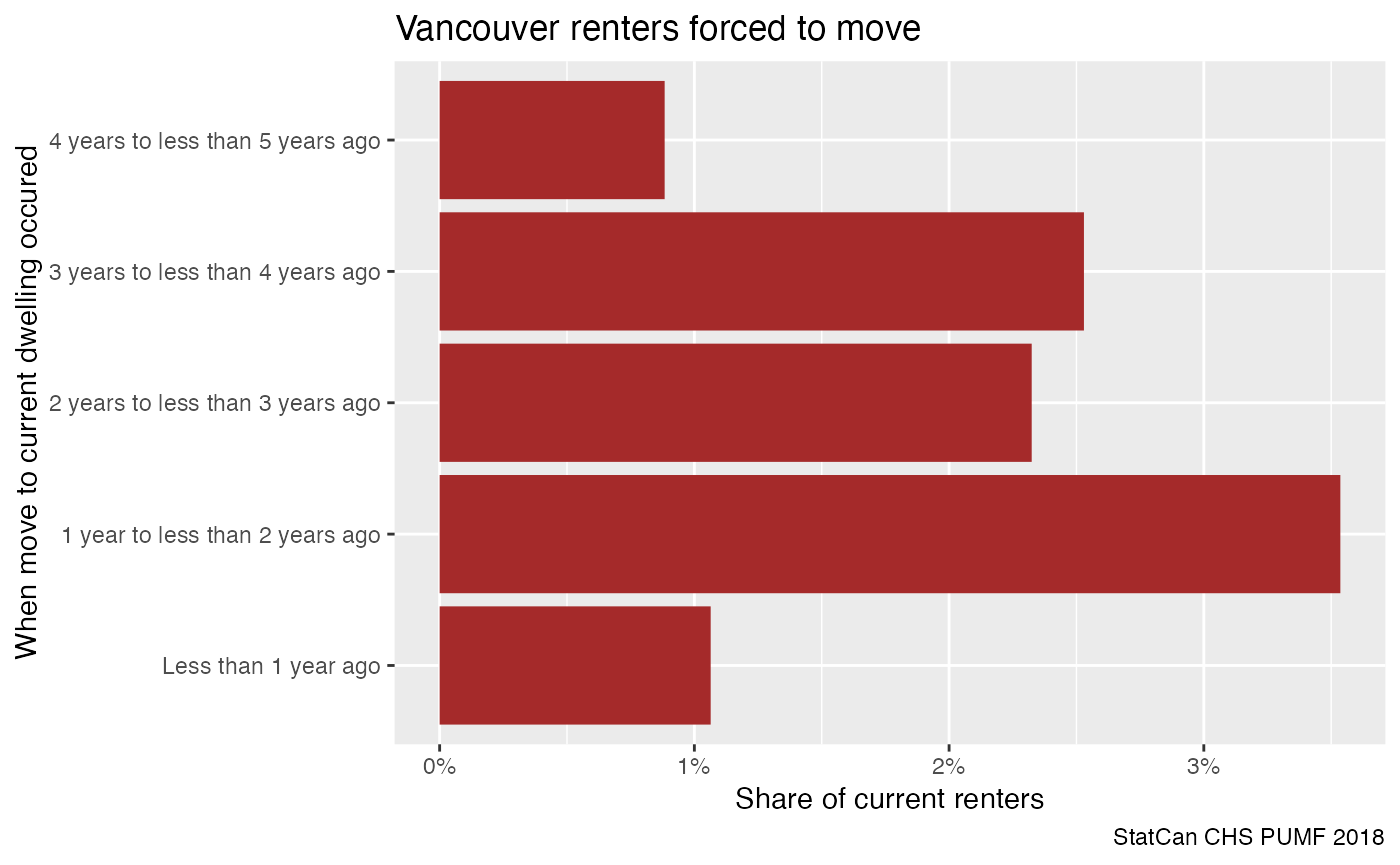 Vancouver renters forced to move
When move to current dwelling occured
4 years to less than 5 years ago
3 years to less than 4 years ago
2 years to less than 3 years ago
1 year to less than 2 years ago
Less than 1 year ago
0% 1% 2% 3%
Share of current renters
StatCan CHS PUMF 2018